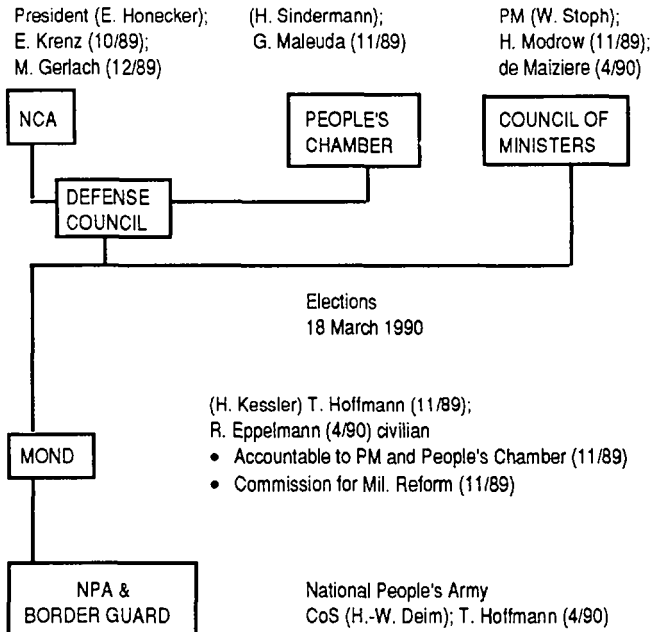 President (E. Honecker);
E. Krenz (10/89);
M. Gerlach (12/89)
(H. Sindermann)
G. Maleuda (11/89)
PM (W. Stoph);
H. Modrow (11/89);
de Maiziere (4/90)
NCA
PEOPLE'S
CHAMBER
COUNCIL OF
MINISTERS
DEFENSE
COUNCIL
Elections
18 March 1990
(H. Kessler) T. Hoffmann (11/89);
R. Eppelmann (4/90) civilian
• Accountable to PM and People's Chamber (11/89)
• Commission for Mil. Reform (11/89)
MOND
NPA &
BORDER GUARD
National People's Army
CoS (H.-W. Deim); T. Hoffmann (4/90)